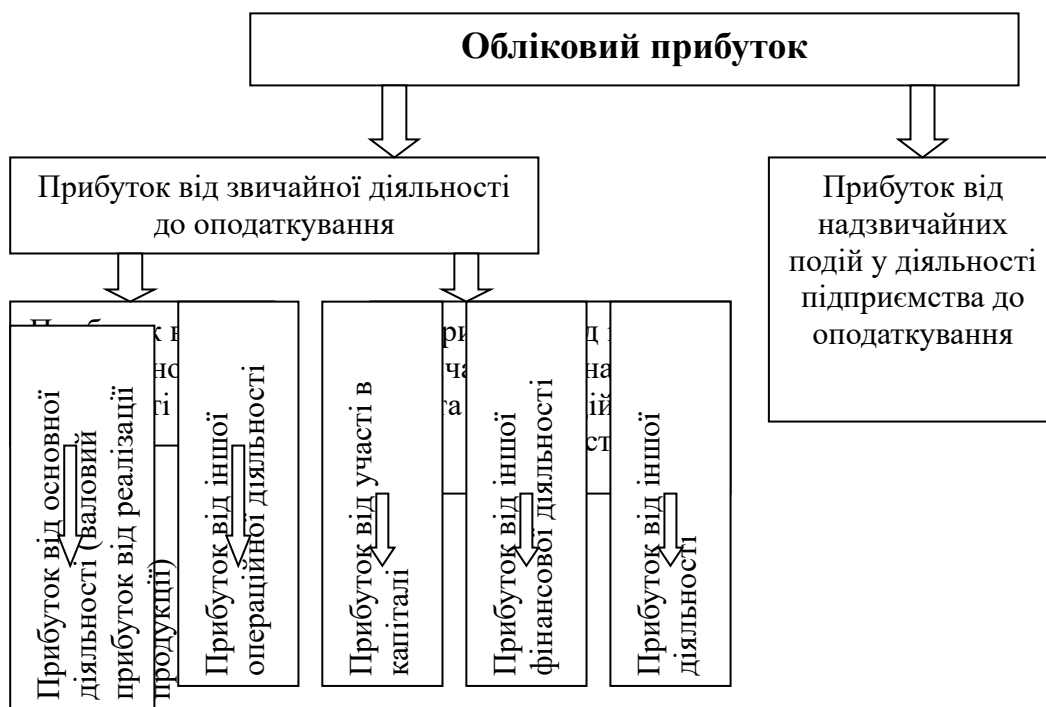 Обліковий прибуток
Прибуток від звичайної діяльності
до оподаткування
Прибуток від
надзвичайних
подій у діяльності
підприємства до
оподаткування
Прибуток від основної
діяльності (валовий
прибуток від реалізації
продукції)
Прибуток від іншої
операційної діяльності
Прибуток від участі в
капіталі
Прибуток від іншої
фінансової діяльності
Прибуток від іншої
діяльності